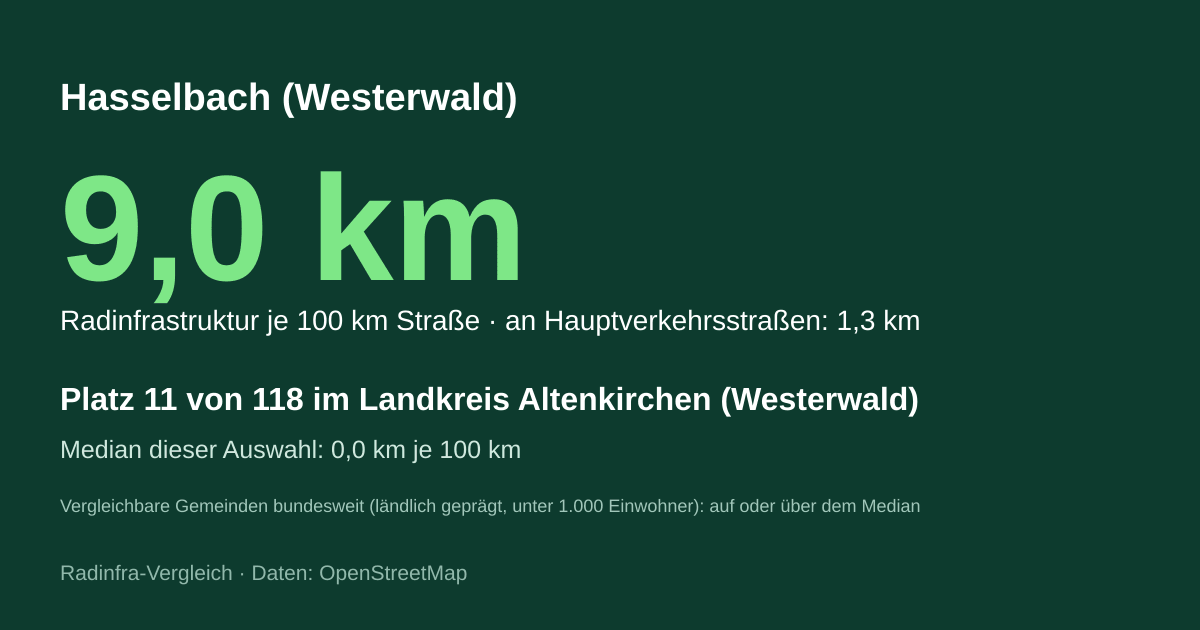 Hasselbach (Westerwald)
9,0 km
Radinfrastruktur je 100 km Straße · an Hauptverkehrsstraßen: 1,3 km
Platz 11 von 118 im Landkreis Altenkirchen (Westerwald)
Median dieser Auswahl: 0,0 km je 100 km
Vergleichbare Gemeinden bundesweit (ländlich geprägt, unter 1.000 Einwohner): auf oder über dem Median
Radinfra-Vergleich · Daten: OpenStreetMap